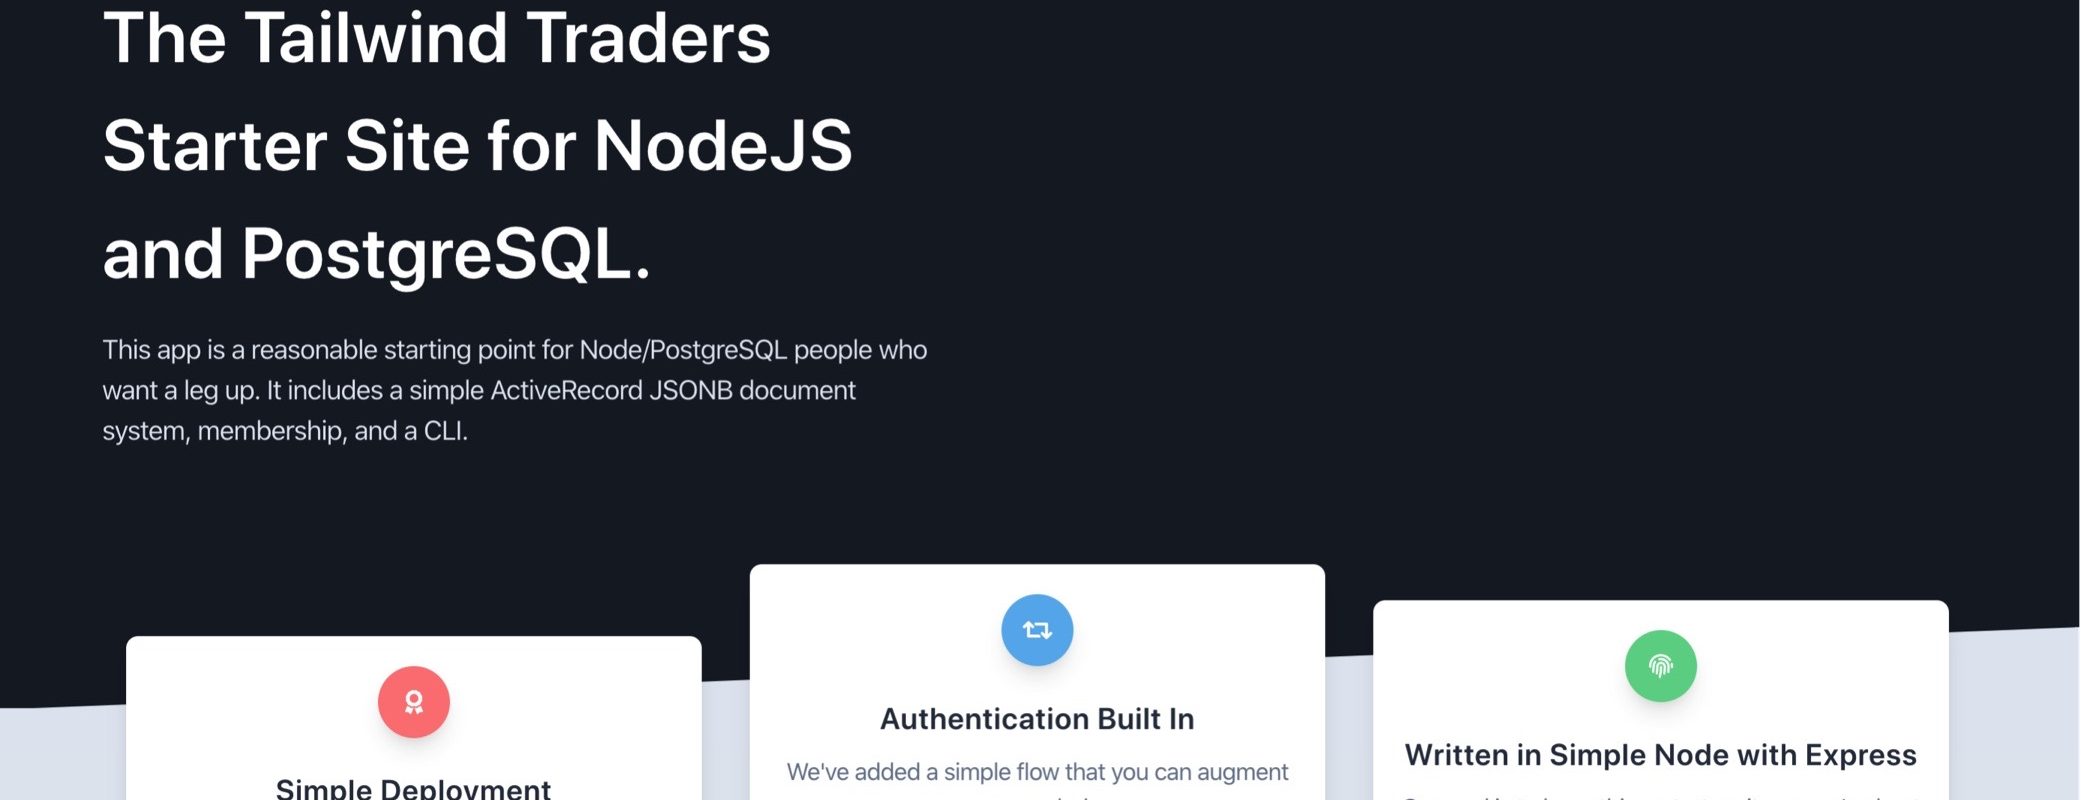 The Tailwind Traders
Starter Site for NodeJS
and PostgreSQL.
This app is a reasonable starting point for Node/PostgreSQL people who
want a leg up. It includes a simple ActiveRecord JSONB document
system, membership, and a CLI.
Simple Deployment
Authentication Built In
We've added a simple flow that you can augment
Written in Simple Node with Express